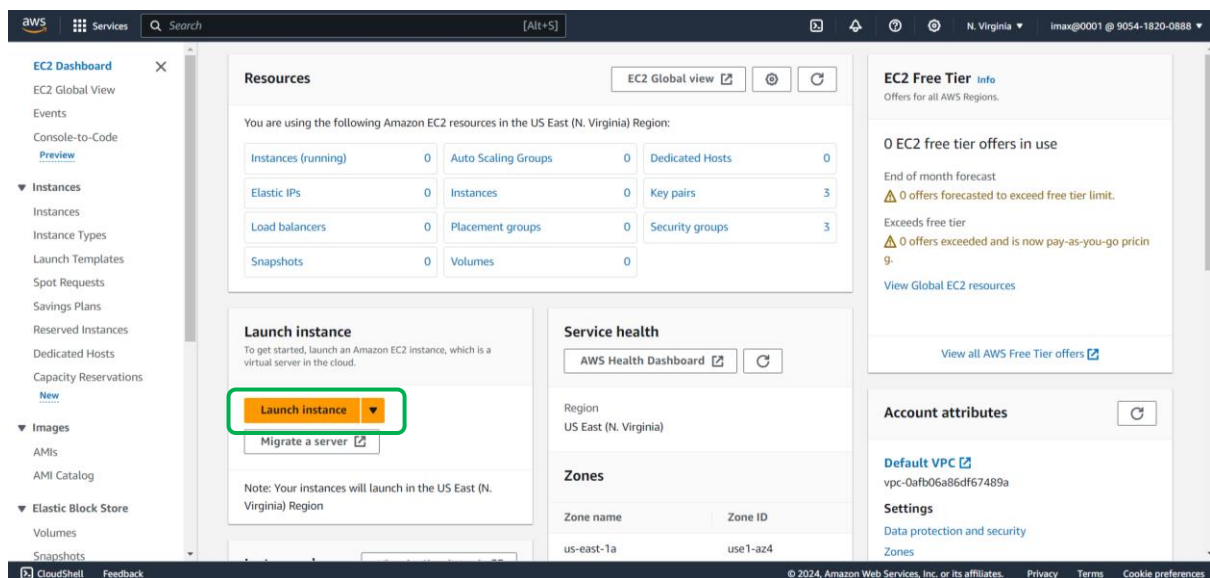 aws
Services
Search
[Alt+S]
N. Virginia
imax@0001 @ 9054-1820-0888
EC2 Dashboard
EC2 Global View
Events
Console-to-Code
Preview
Instances
Instances
Instance Types
Launch Templates
Spot Requests
Savings Plans
Reserved Instances
Dedicated Hosts
Capacity Reservations
New
Images
AMIs
AMI Catalog
Elastic Block Store
Volumes
Snapshots
Resources
EC2 Global view
You are using the following Amazon EC2 resources in the US East (N. Virginia) Region:
Instances (running) 0 Auto Scaling Groups 0 Dedicated Hosts 0
Elastic IPs 0 Instances 0 Key pairs 3
Load balancers 0 Placement groups 0 Security groups 3
Snapshots 0 Volumes 0
Launch instance
To get started, launch an Amazon EC2 instance, which is a
virtual server in the cloud.
Launch instance
Migrate a server
Note: Your instances will launch in the US East (N.
Virginia) Region
Service health
AWS Health Dashboard
Region
US East (N. Virginia)
Zones
Zone name Zone ID
us-east-1a use1-az4
EC2 Free Tier Info
Offers for all AWS Regions.
0 EC2 free tier offers in use
End of month forecast
0 offers forecasted to exceed free tier limit.
Exceeds free tier
0 offers exceeded and is now pay-as-you-go pricin
g.
View Global EC2 resources
View all AWS Free Tier offers
Account attributes
Default VPC
vpc-0afb06a86df67489a
Settings
Data protection and security
Zones
CloudShell Feedback
© 2024, Amazon Web Services, Inc. or its affiliates. Privacy Terms Cookie preferences